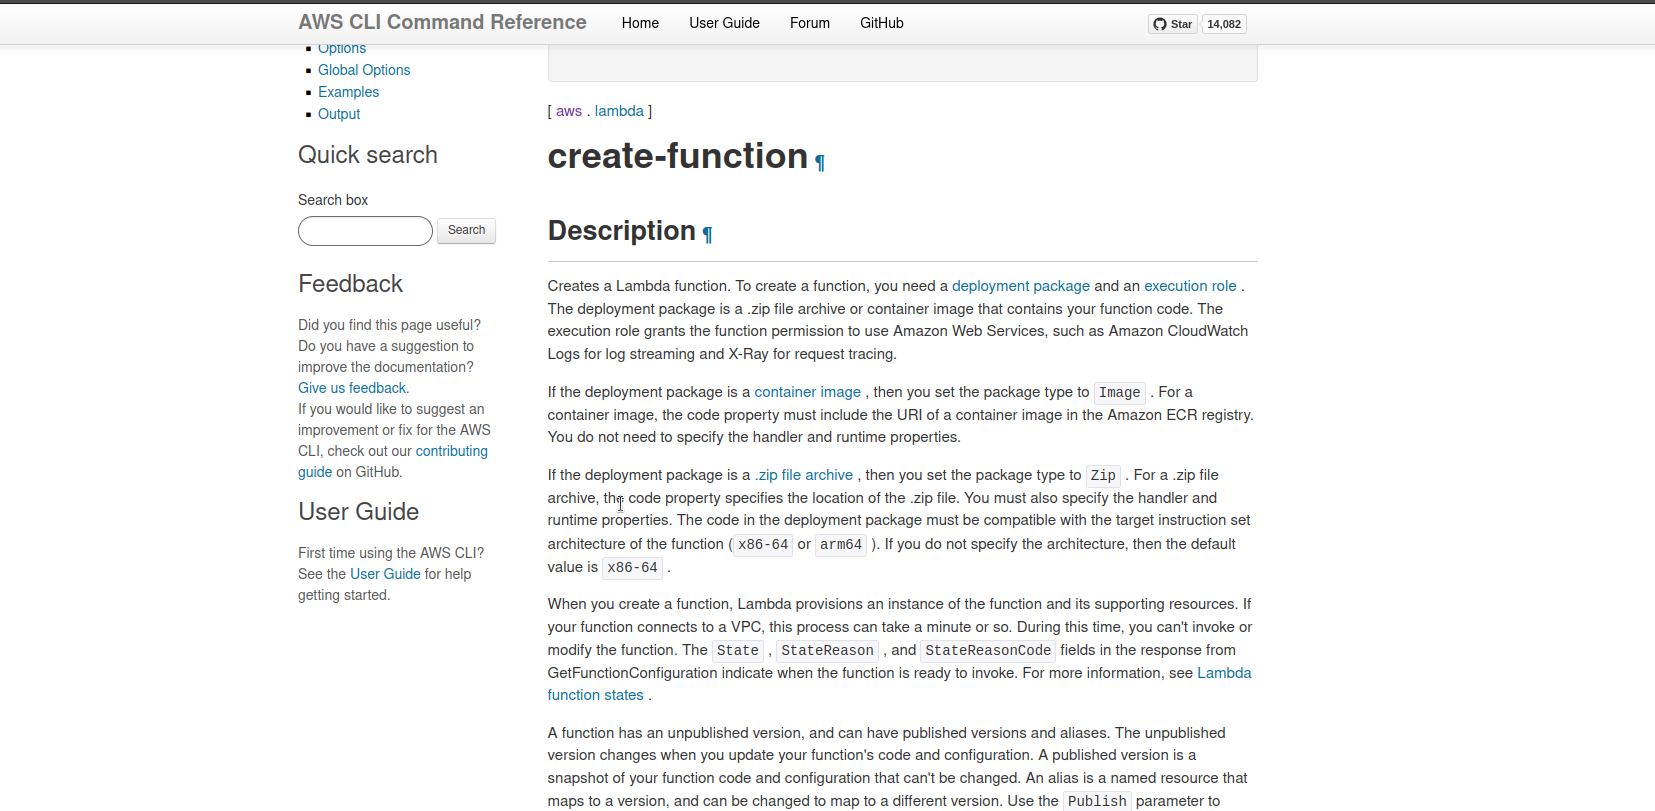 AWS CLI Command Reference Home User Guide Forum GitHub Star 14,082
Options
Global Options
Examples
Output
Quick search
Search box
Search
Feedback
Did you find this page useful?
Do you have a suggestion to
improve the documentation?
Give us feedback.
If you would like to suggest an
improvement or fix for the AWS
CLI, check out our contributing
guide on GitHub.
User Guide
First time using the AWS CLI?
See the User Guide for help
getting started.
[ aws . lambda ]
create-function ¶
Description ¶
Creates a Lambda function. To create a function, you need a deployment package and an execution role .
The deployment package is a .zip file archive or container image that contains your function code. The
execution role grants the function permission to use Amazon Web Services, such as Amazon CloudWatch
Logs for log streaming and X-Ray for request tracing.
If the deployment package is a container image , then you set the package type to Image . For a
container image, the code property must include the URI of a container image in the Amazon ECR registry.
You do not need to specify the handler and runtime properties.
If the deployment package is a .zip file archive , then you set the package type to Zip . For a .zip file
archive, the code property specifies the location of the .zip file. You must also specify the handler and
runtime properties. The code in the deployment package must be compatible with the target instruction set
architecture of the function ( x86-64 or arm64 ). If you do not specify the architecture, then the default
value is x86-64 .
When you create a function, Lambda provisions an instance of the function and its supporting resources. If
your function connects to a VPC, this process can take a minute or so. During this time, you can't invoke or
modify the function. The State , StateReason , and StateReasonCode fields in the response from
GetFunctionConfiguration indicate when the function is ready to invoke. For more information, see Lambda
function states .
A function has an unpublished version, and can have published versions and aliases. The unpublished
version changes when you update your function's code and configuration. A published version is a
snapshot of your function code and configuration that can't be changed. An alias is a named resource that
maps to a version, and can be changed to map to a different version. Use the Publish parameter to